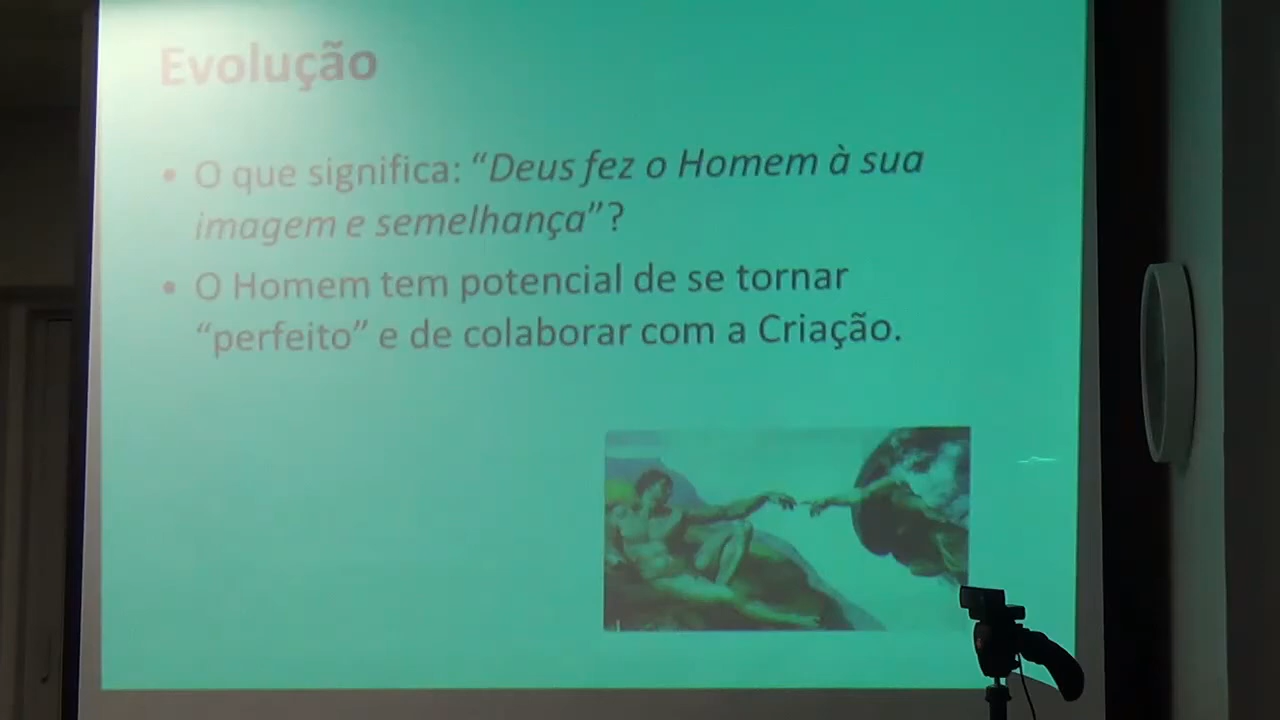 Evolução
• O que significa: “Deus fez o Homem à sua
imagem e semelhança”?
• O Homem tem potencial de se tornar
“perfeito” e de colaborar com a Criação.